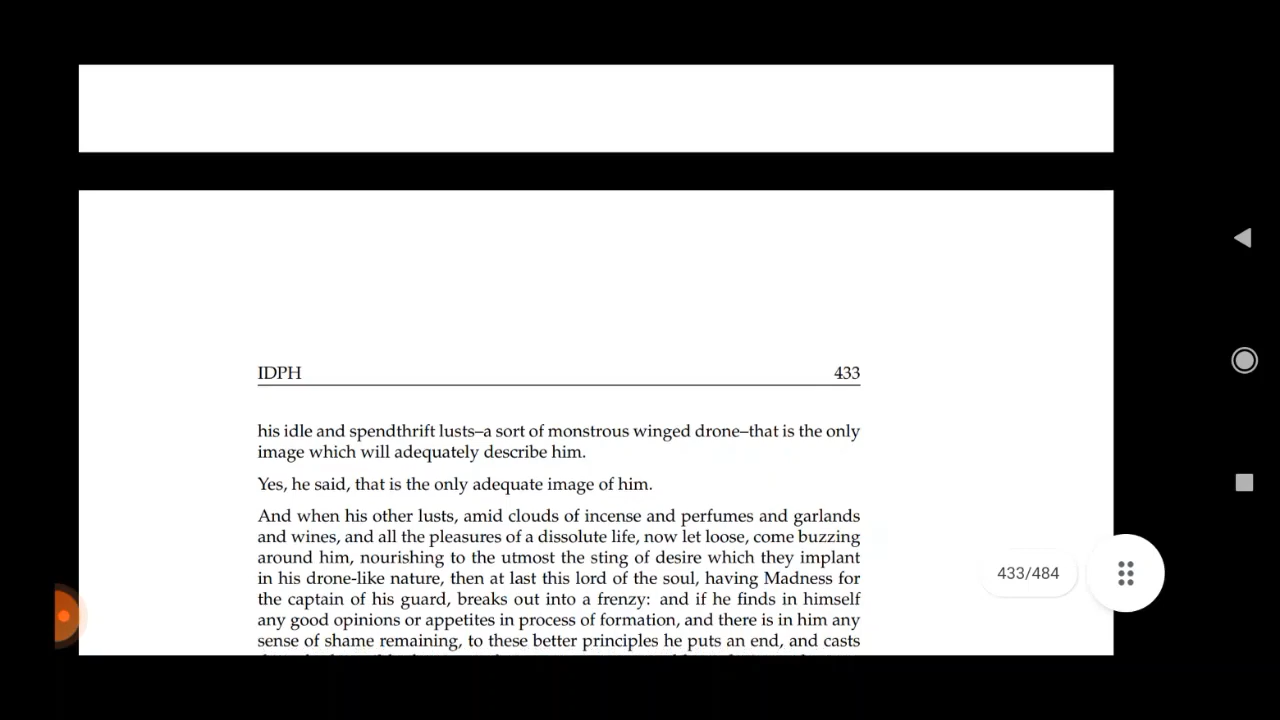 IDPH 433
his idle and spendthrift lusts–a sort of monstrous winged drone–that is the only
image which will adequately describe him.
Yes, he said, that is the only adequate image of him.
And when his other lusts, amid clouds of incense and perfumes and garlands
and wines, and all the pleasures of a dissolute life, now let loose, come buzzing
around him, nourishing to the utmost the sting of desire which they implant
in his drone-like nature, then at last this lord of the soul, having Madness for
the captain of his guard, breaks out into a frenzy: and if he finds in himself
any good opinions or appetites in process of formation, and there is in him any
sense of shame remaining, to these better principles he puts an end, and casts
433/484